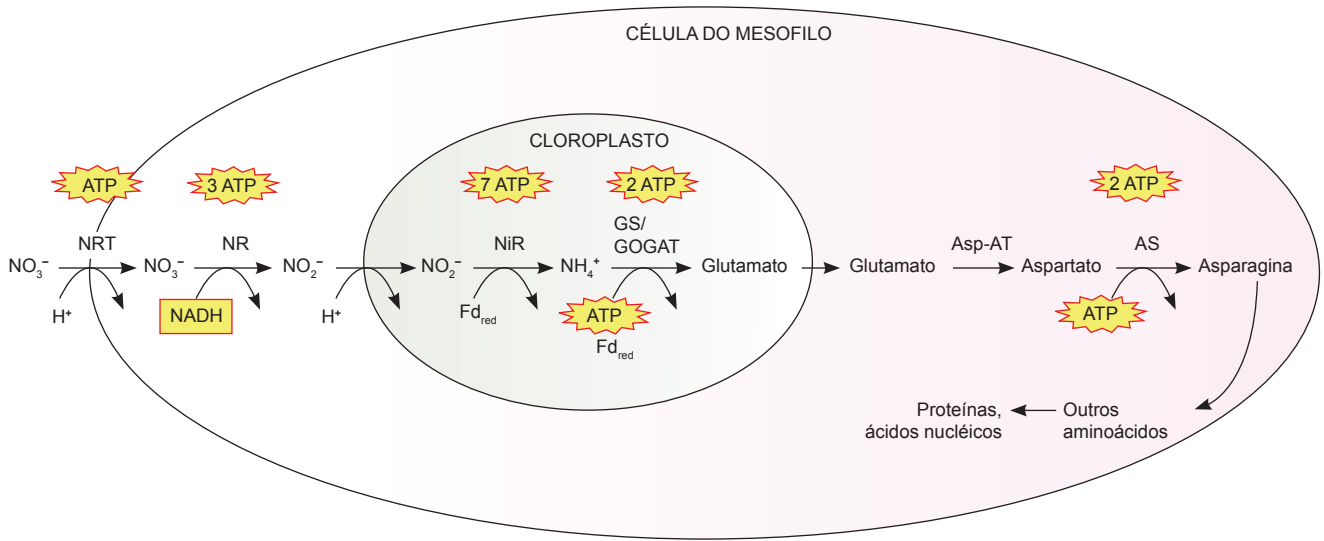 CÉLULA DO MESOFILO
CLOROPLASTO
ATP
3 ATP
7 ATP
2 ATP
2 ATP
GS/
GOGAT
NRT
NR
NiR
Asp-AT
AS
NO₃⁻
NO₃⁻
NO₂⁻
NO₂⁻
NH₄⁺
Glutamato
Glutamato
Aspartato
Asparagina
H⁺
NADH
H⁺
Fd_red
ATP
Fd_red
ATP
Proteínas,
ácidos nucléicos
Outros
aminoácidos